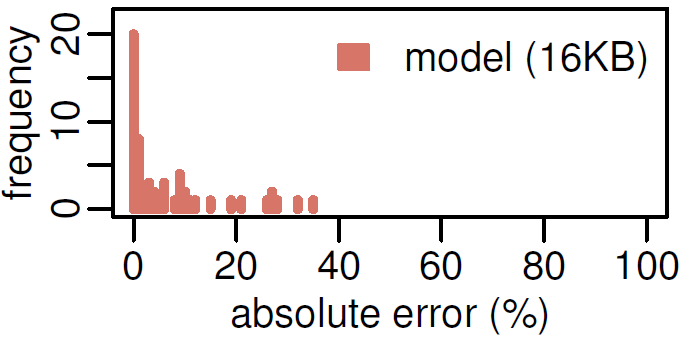 frequency
20
10
0
model (16KB)
0 20 40 60 80 100
absolute error (%)